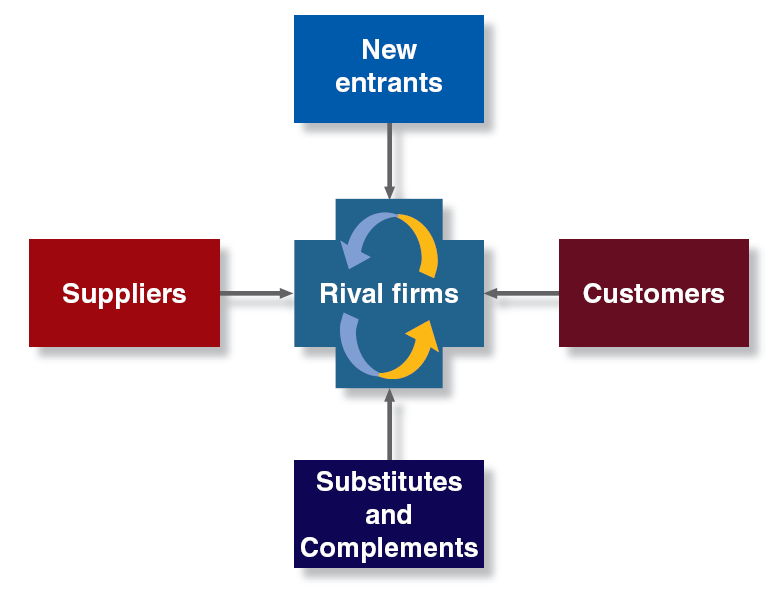 New
entrants
Suppliers
Rival firms
Customers
Substitutes
and
Complements